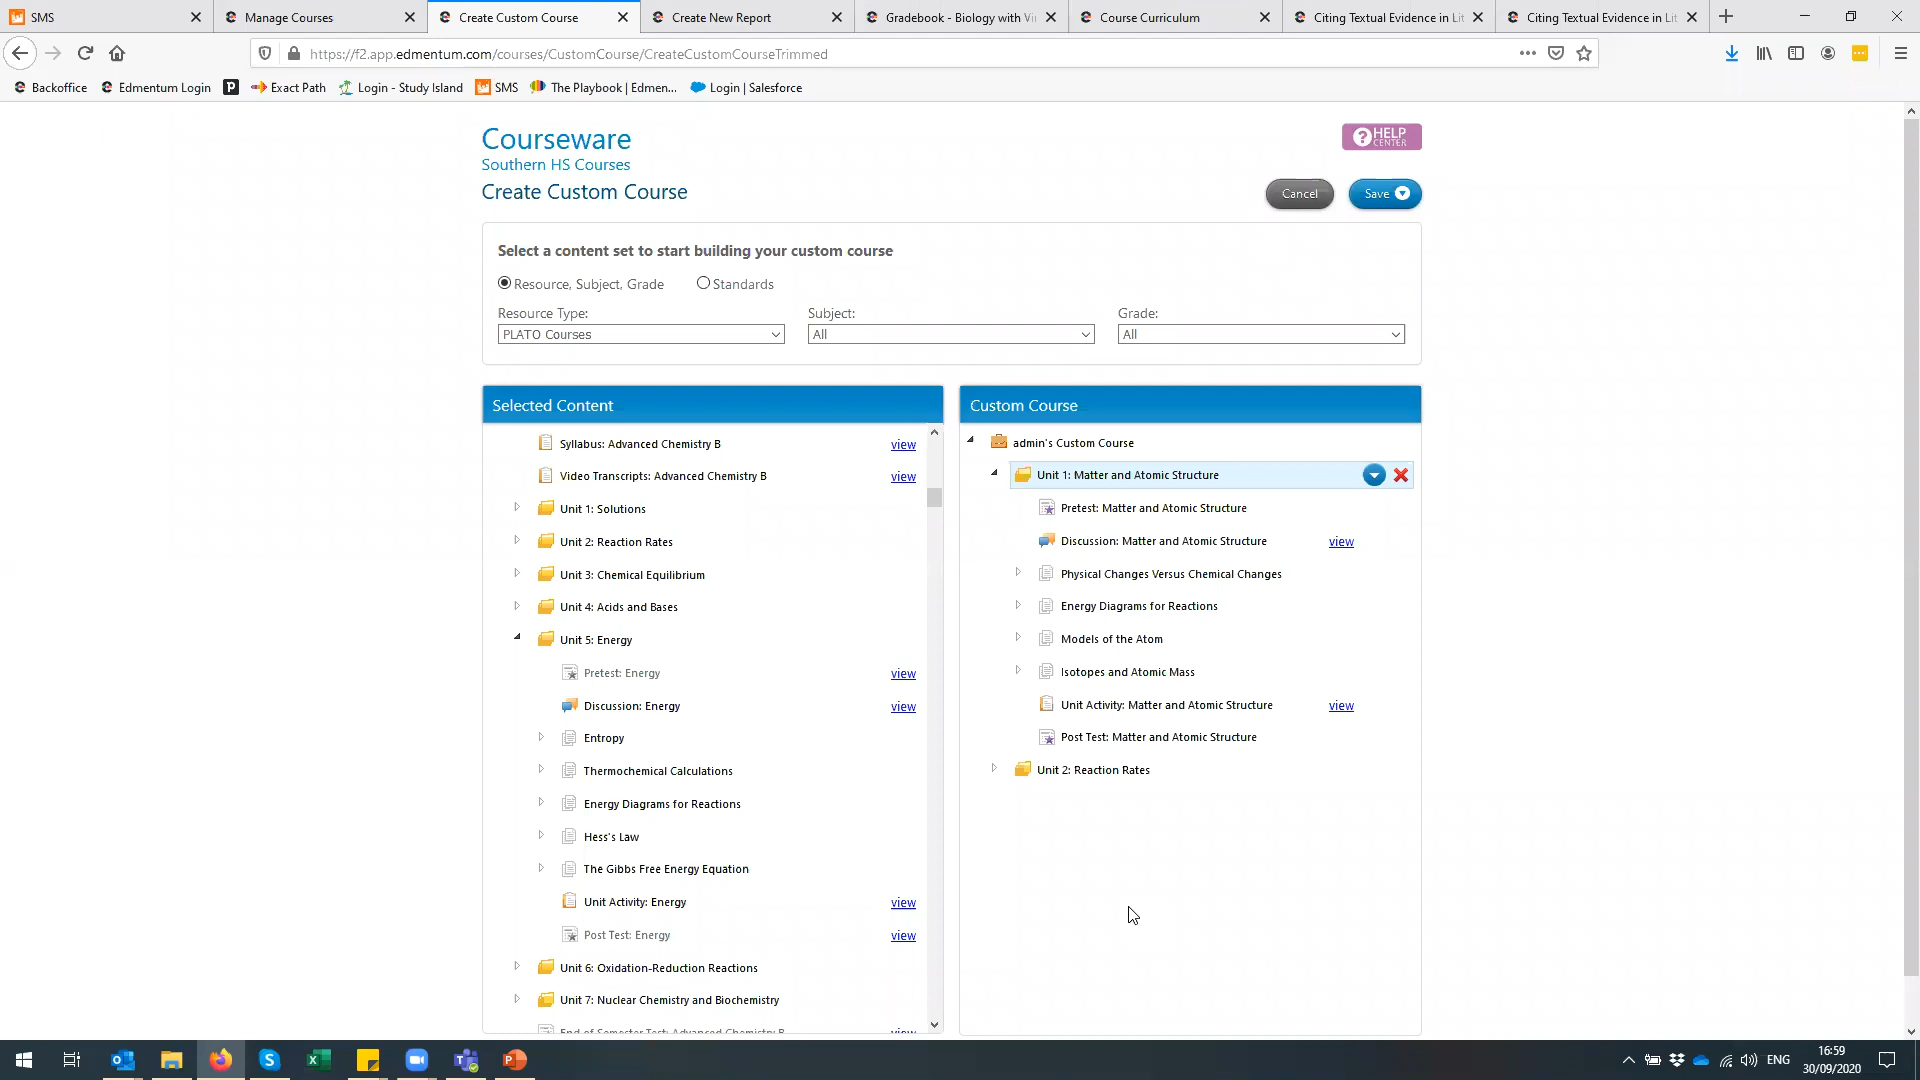 SMS
Manage Courses
Create Custom Course
Create New Report
Gradebook - Biology with Vi
Course Curriculum
Citing Textual Evidence in Lit
Citing Textual Evidence in Lit
https://f2.app.edmentum.com/courses/CustomCourse/CreateCustomCourseTrimmed
Backoffice
Edmentum Login
Exact Path
Login - Study Island
SMS
The Playbook | Edmen...
Login | Salesforce
Courseware
HELP
CENTER
Southern HS Courses
Create Custom Course
Cancel
Save
Select a content set to start building your custom course
Resource, Subject, Grade
Standards
Resource Type:
Subject:
Grade:
PLATO Courses
All
All
Selected Content
Syllabus: Advanced Chemistry B view
Video Transcripts: Advanced Chemistry B view
Unit 1: Solutions
Unit 2: Reaction Rates
Unit 3: Chemical Equilibrium
Unit 4: Acids and Bases
Unit 5: Energy
Pretest: Energy view
Discussion: Energy view
Entropy
Thermochemical Calculations
Energy Diagrams for Reactions
Hess's Law
The Gibbs Free Energy Equation
Unit Activity: Energy view
Post Test: Energy view
Unit 6: Oxidation-Reduction Reactions
Unit 7: Nuclear Chemistry and Biochemistry
End of Semester Test: Advanced Chemistry B view
Custom Course
admin's Custom Course
Unit 1: Matter and Atomic Structure
Pretest: Matter and Atomic Structure
Discussion: Matter and Atomic Structure view
Physical Changes Versus Chemical Changes
Energy Diagrams for Reactions
Models of the Atom
Isotopes and Atomic Mass
Unit Activity: Matter and Atomic Structure view
Post Test: Matter and Atomic Structure
Unit 2: Reaction Rates
ENG
16:59
30/09/2020